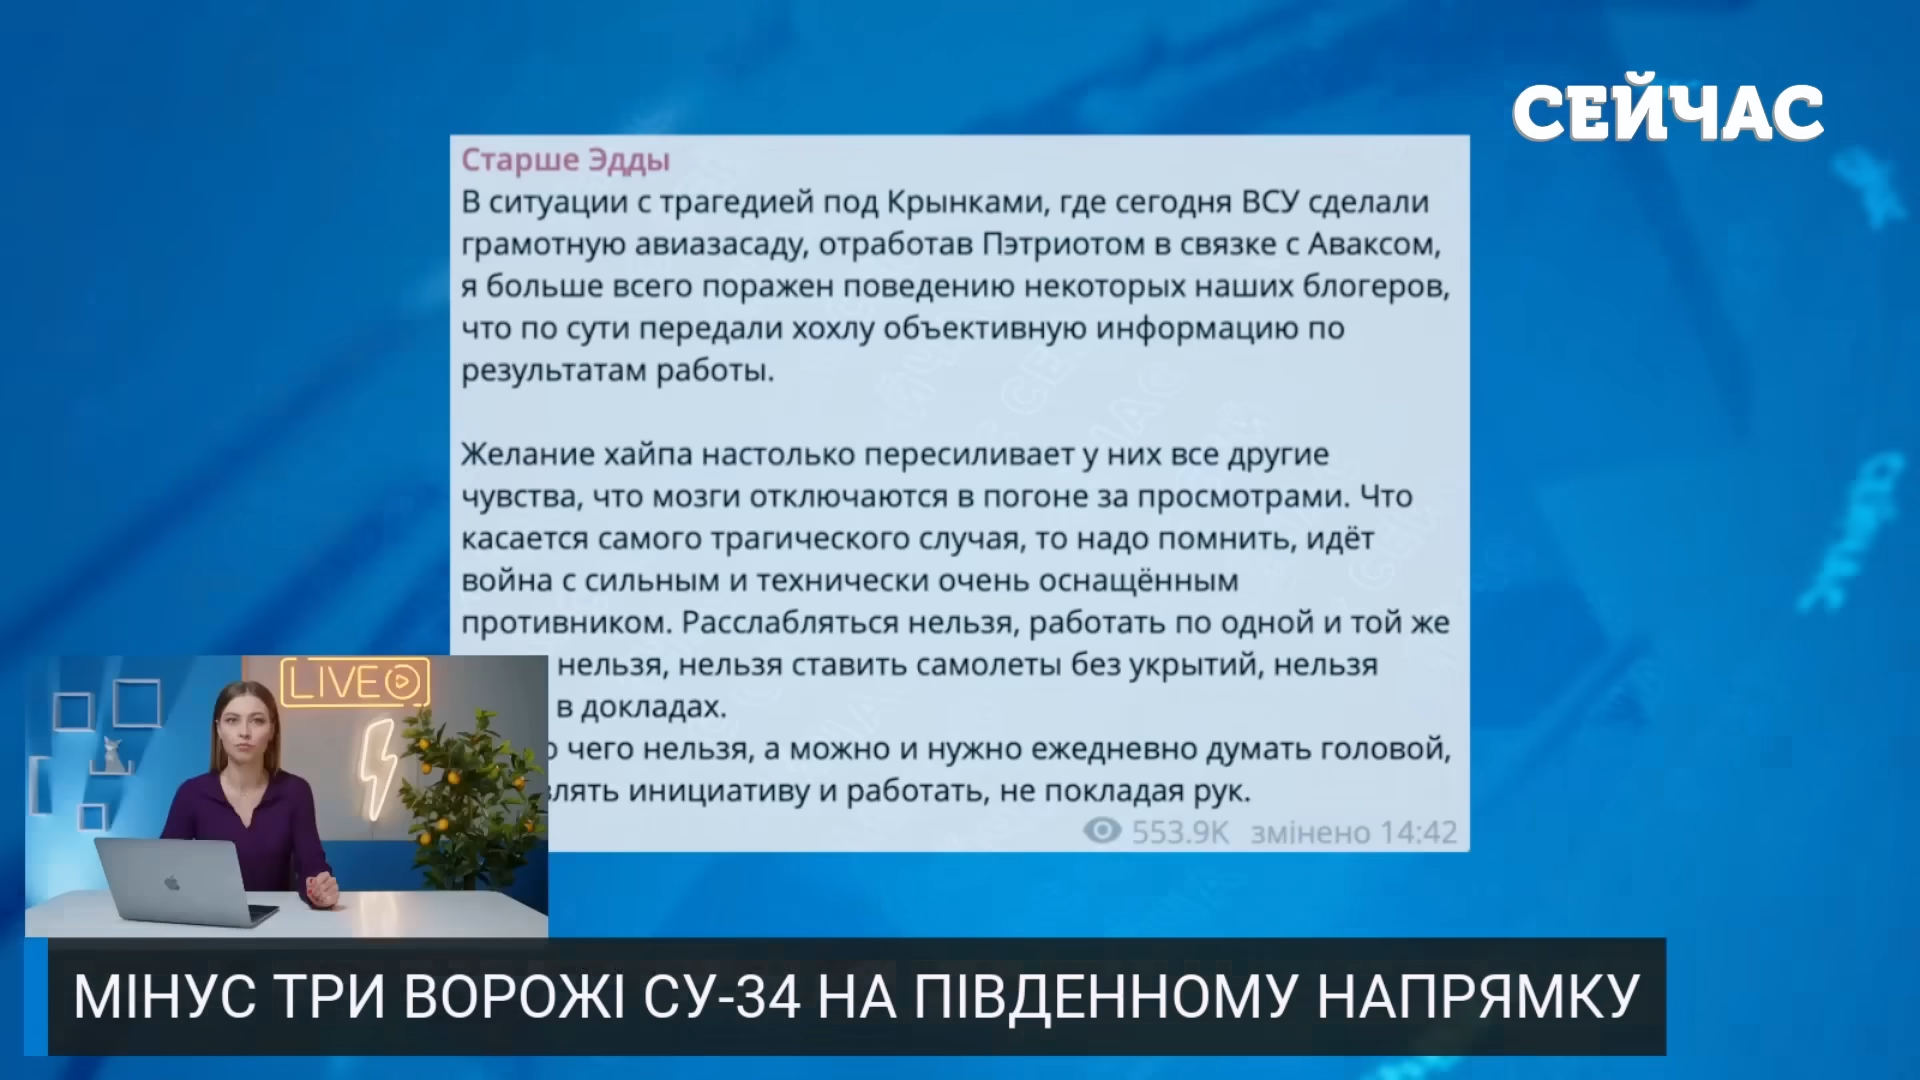 СЕЙЧАС
Старше Эдды
В ситуации с трагедией под Крынками, где сегодня ВСУ сделали
грамотную авиазасаду, отработав Пэтриотом в связке с Аваксом,
я больше всего поражен поведению некоторых наших блогеров,
что по сути передали хохлу объективную информацию по
результатам работы.
Желание хайпа настолько пересиливает у них все другие
чувства, что мозги отключаются в погоне за просмотрами. Что
касается самого трагического случая, то надо помнить, идёт
война с сильным и технически очень оснащённым
противником. Расслабляться нельзя, работать по одной и той же
нельзя, нельзя ставить самолеты без укрытий, нельзя
в докладах.
чего нельзя, а можно и нужно ежедневно думать головой,
влять инициативу и работать, не покладая рук.
553.9K змінено 14:42
LIVE
МІНУС ТРИ ВОРОЖІ СУ-34 НА ПІВДЕННОМУ НАПРЯМКУ